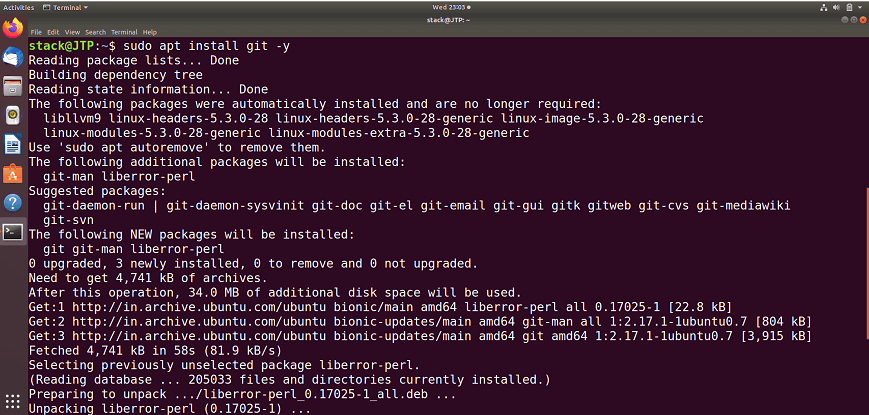 Activities Terminal Wed 23:03
stack@JTP: ~
File Edit View Search Terminal Help
stack@JTP:~$ sudo apt install git -y
Reading package lists... Done
Building dependency tree
Reading state information... Done
The following packages were automatically installed and are no longer required:
  libllvm9 linux-headers-5.3.0-28 linux-headers-5.3.0-28-generic linux-image-5.3.0-28-generic
  linux-modules-5.3.0-28-generic linux-modules-extra-5.3.0-28-generic
Use 'sudo apt autoremove' to remove them.
The following additional packages will be installed:
  git-man liberror-perl
Suggested packages:
  git-daemon-run | git-daemon-sysvinit git-doc git-el git-email git-gui gitk gitweb git-cvs git-mediawiki
  git-svn
The following NEW packages will be installed:
  git git-man liberror-perl
0 upgraded, 3 newly installed, 0 to remove and 0 not upgraded.
Need to get 4,741 kB of archives.
After this operation, 34.0 MB of additional disk space will be used.
Get:1 http://in.archive.ubuntu.com/ubuntu bionic/main amd64 liberror-perl all 0.17025-1 [22.8 kB]
Get:2 http://in.archive.ubuntu.com/ubuntu bionic-updates/main amd64 git-man all 1:2.17.1-1ubuntu0.7 [804 kB]
Get:3 http://in.archive.ubuntu.com/ubuntu bionic-updates/main amd64 git amd64 1:2.17.1-1ubuntu0.7 [3,915 kB]
Fetched 4,741 kB in 58s (81.9 kB/s)
Selecting previously unselected package liberror-perl.
(Reading database ... 205033 files and directories currently installed.)
Preparing to unpack .../liberror-perl_0.17025-1_all.deb ...
Unpacking liberror-perl (0.17025-1) ...